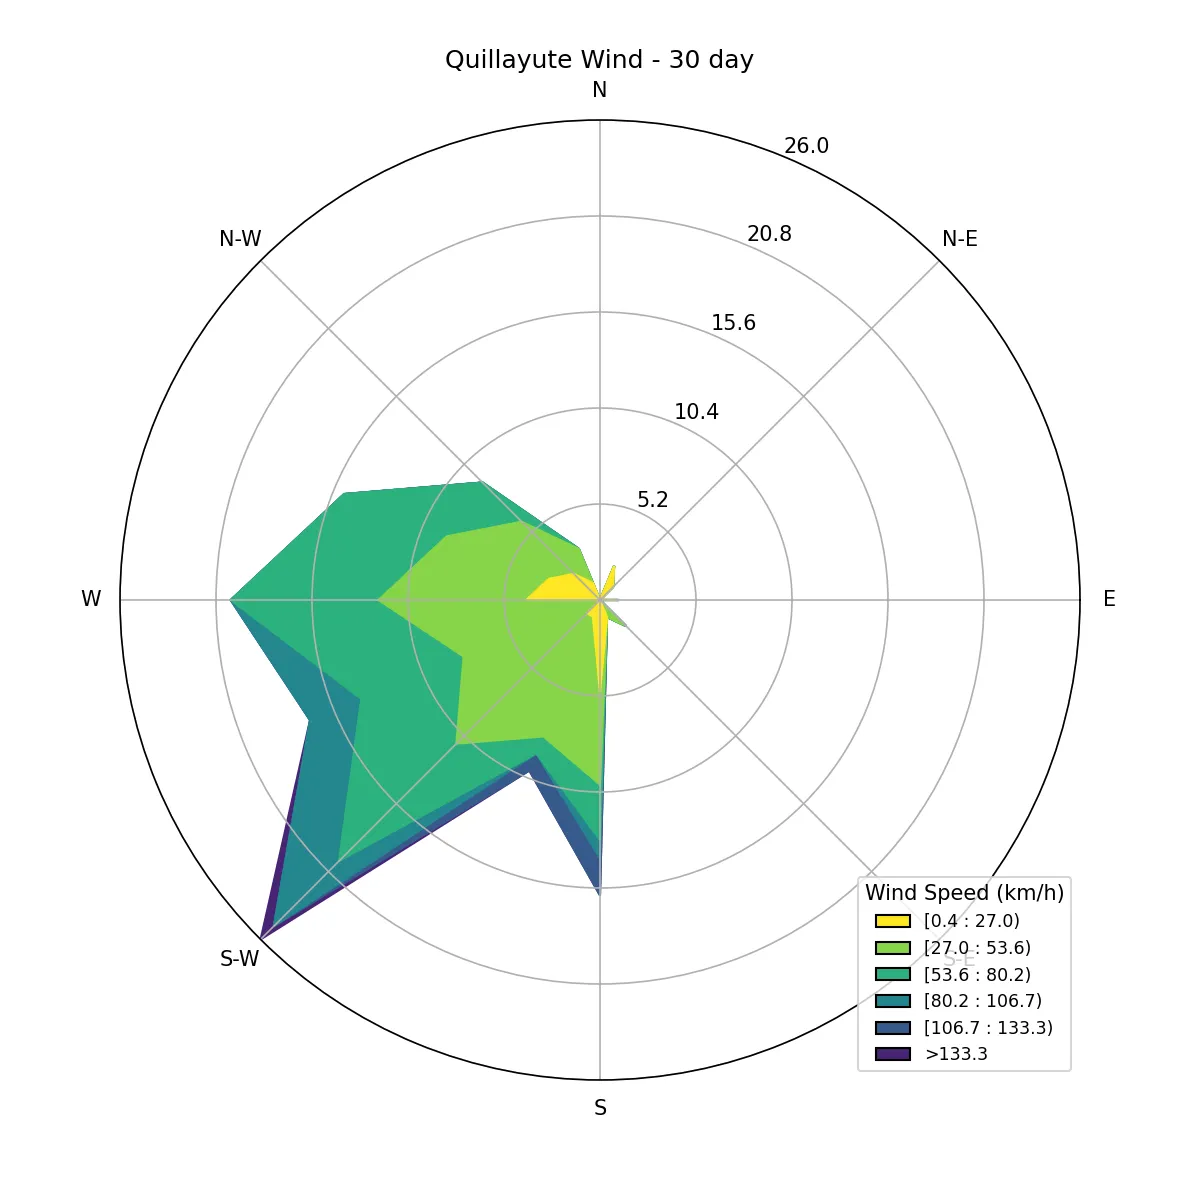 Quillayute Wind - 30 day
N
26.0
N-W
N-E
20.8
15.6
10.4
5.2
W
E
S-W
S-E
S
Wind Speed (km/h)
[0.4 : 27.0)
[27.0 : 53.6)
[53.6 : 80.2)
[80.2 : 106.7)
[106.7 : 133.3)
>133.3